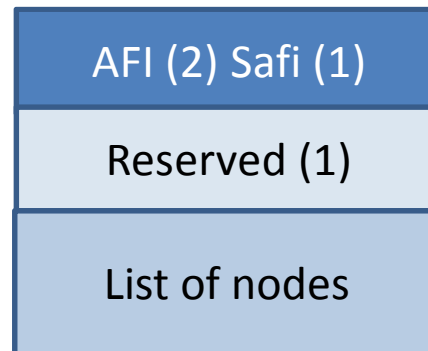 AFI (2) Safi (1)
Reserved (1)
List of nodes